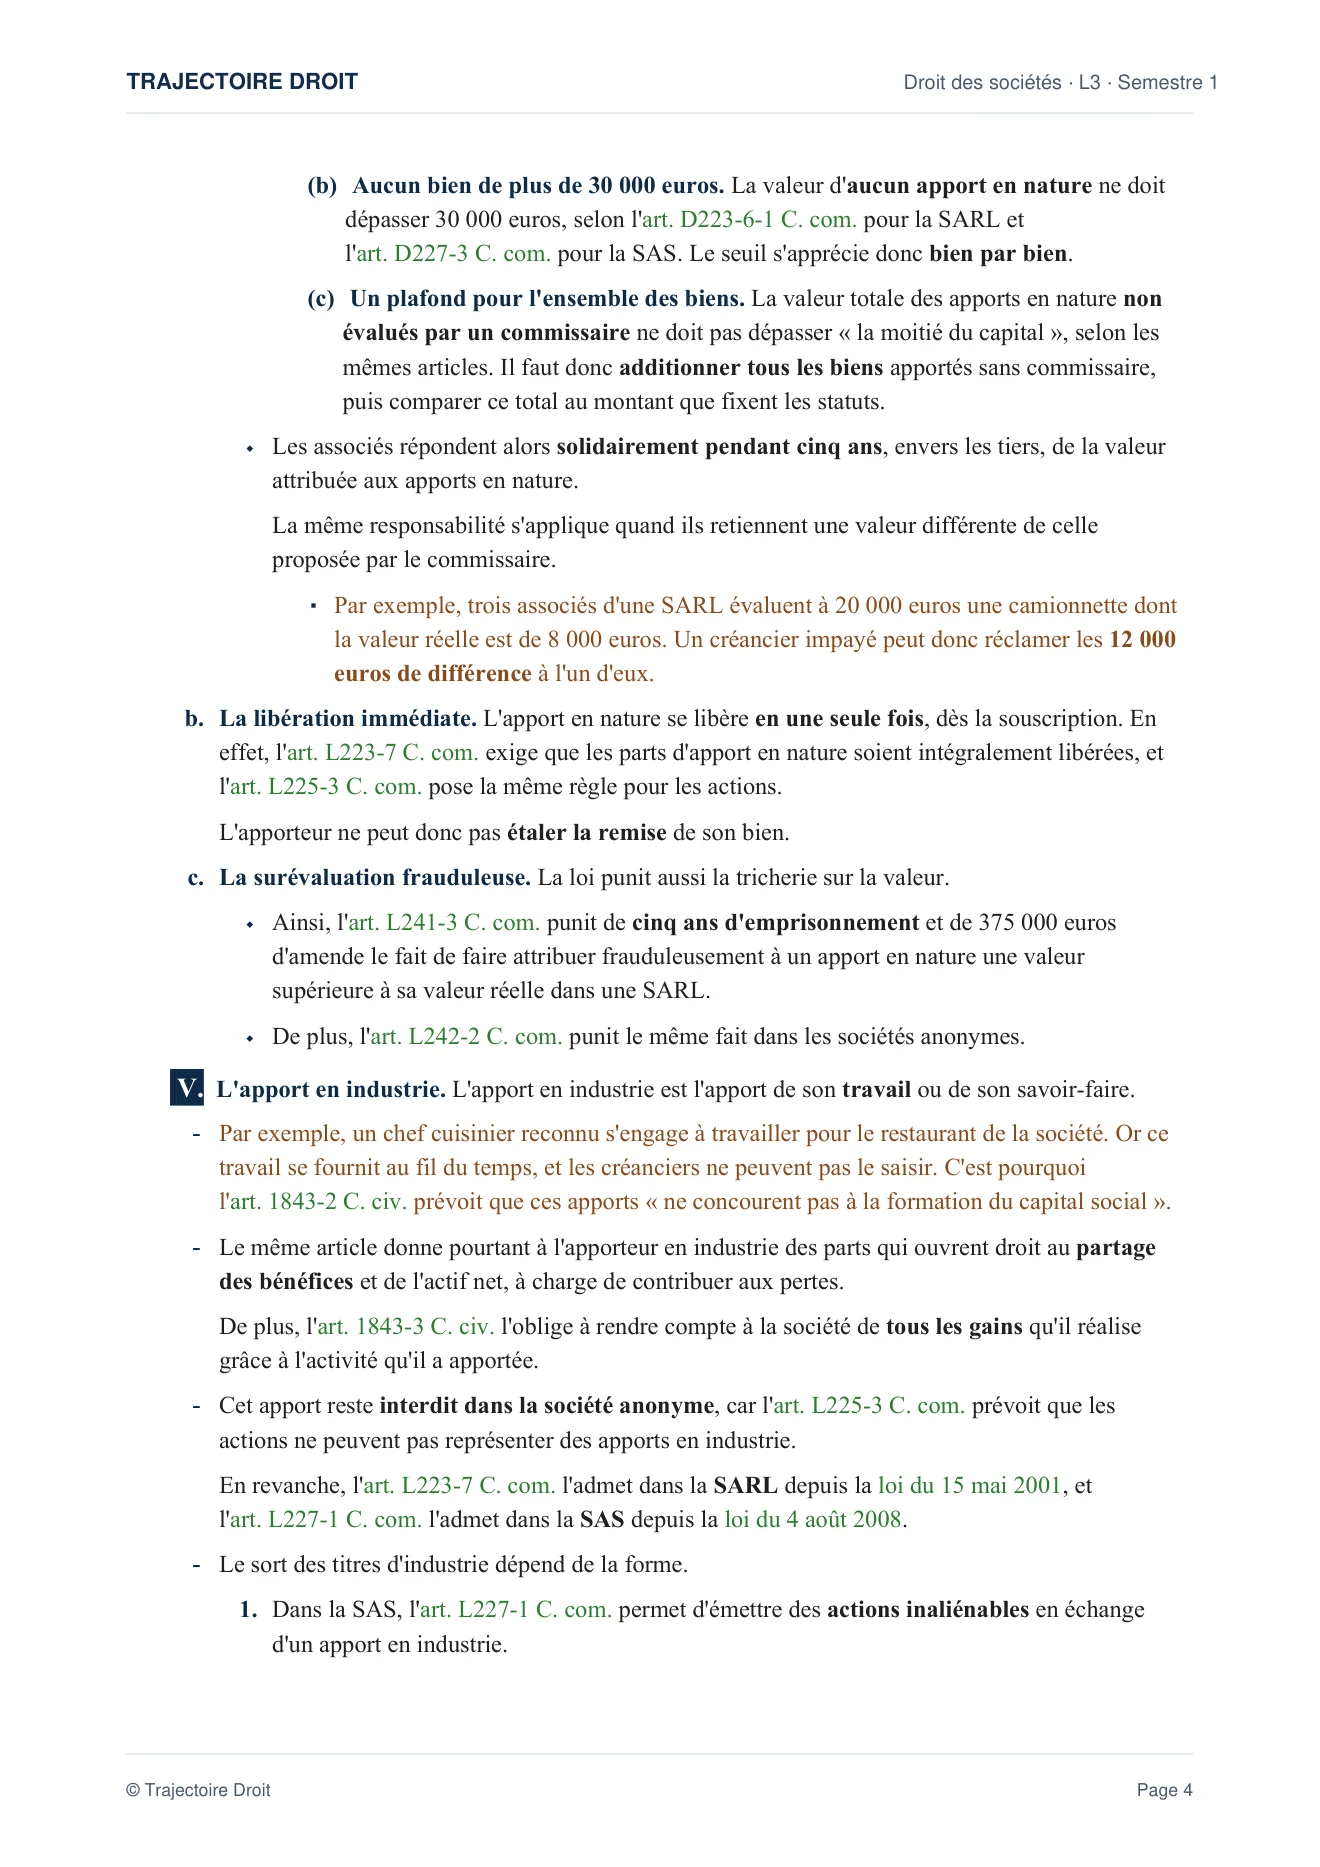 TRAJECTOIRE DROIT
Droit des sociétés · L3 · Semestre 1
(b) Aucun bien de plus de 30 000 euros. La valeur d'aucun apport en nature ne doit
dépasser 30 000 euros, selon l'art. D223-6-1 C. com. pour la SARL et
l'art. D227-3 C. com. pour la SAS. Le seuil s'apprécie donc bien par bien.
(c) Un plafond pour l'ensemble des biens. La valeur totale des apports en nature non
évalués par un commissaire ne doit pas dépasser « la moitié du capital », selon les
mêmes articles. Il faut donc additionner tous les biens apportés sans commissaire,
puis comparer ce total au montant que fixent les statuts.
⬩ Les associés répondent alors solidairement pendant cinq ans, envers les tiers, de la valeur
attribuée aux apports en nature.
La même responsabilité s'applique quand ils retiennent une valeur différente de celle
proposée par le commissaire.
▪ Par exemple, trois associés d'une SARL évaluent à 20 000 euros une camionnette dont
la valeur réelle est de 8 000 euros. Un créancier impayé peut donc réclamer les 12 000
euros de différence à l'un d'eux.
b. La libération immédiate. L'apport en nature se libère en une seule fois, dès la souscription. En
effet, l'art. L223-7 C. com. exige que les parts d'apport en nature soient intégralement libérées, et
l'art. L225-3 C. com. pose la même règle pour les actions.
L'apporteur ne peut donc pas étaler la remise de son bien.
c. La surévaluation frauduleuse. La loi punit aussi la tricherie sur la valeur.
⬩ Ainsi, l'art. L241-3 C. com. punit de cinq ans d'emprisonnement et de 375 000 euros
d'amende le fait de faire attribuer frauduleusement à un apport en nature une valeur
supérieure à sa valeur réelle dans une SARL.
⬩ De plus, l'art. L242-2 C. com. punit le même fait dans les sociétés anonymes.
V. L'apport en industrie. L'apport en industrie est l'apport de son travail ou de son savoir-faire.
- Par exemple, un chef cuisinier reconnu s'engage à travailler pour le restaurant de la société. Or ce
travail se fournit au fil du temps, et les créanciers ne peuvent pas le saisir. C'est pourquoi
l'art. 1843-2 C. civ. prévoit que ces apports « ne concourent pas à la formation du capital social ».
- Le même article donne pourtant à l'apporteur en industrie des parts qui ouvrent droit au partage
des bénéfices et de l'actif net, à charge de contribuer aux pertes.
De plus, l'art. 1843-3 C. civ. l'oblige à rendre compte à la société de tous les gains qu'il réalise
grâce à l'activité qu'il a apportée.
- Cet apport reste interdit dans la société anonyme, car l'art. L225-3 C. com. prévoit que les
actions ne peuvent pas représenter des apports en industrie.
En revanche, l'art. L223-7 C. com. l'admet dans la SARL depuis la loi du 15 mai 2001, et
l'art. L227-1 C. com. l'admet dans la SAS depuis la loi du 4 août 2008.
- Le sort des titres d'industrie dépend de la forme.
1. Dans la SAS, l'art. L227-1 C. com. permet d'émettre des actions inaliénables en échange
d'un apport en industrie.
© Trajectoire Droit
Page 4